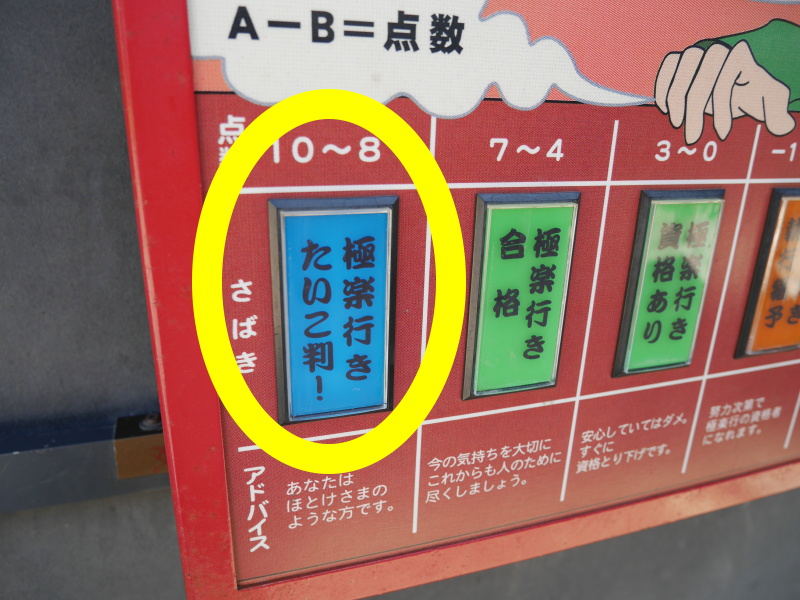 A－B＝点数
点数
10～8
7～4
3～0
－1
さばき
極楽行き
たいこ判！
極楽行き
合格
極楽行き
資格あり
アドバイス
あなたは
ほとけさまの
ような方です。
今の気持ちを大切に
これからも人のために
尽くしましょう。
安心していてはダメ。
すぐに
資格とり下げです。
努力次第で
極楽行の資格者
になれます。